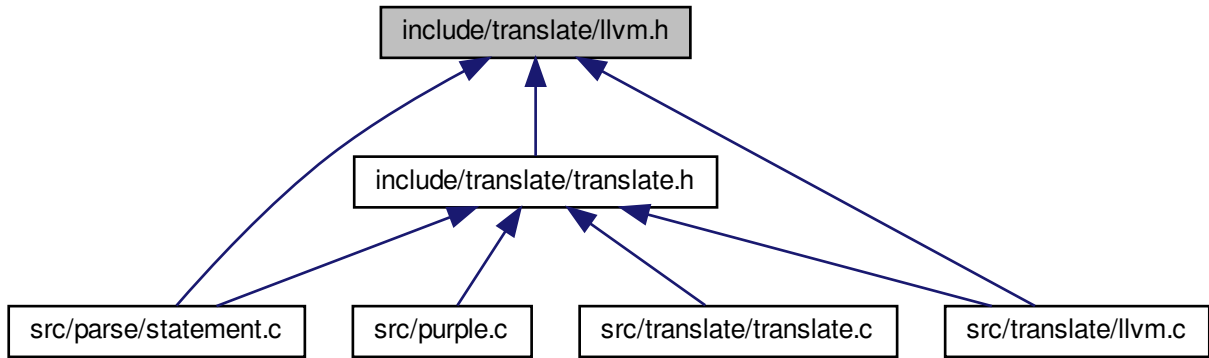 include/translate/llvm.h
include/translate/translate.h
src/parse/statement.c
src/purple.c
src/translate/translate.c
src/translate/llvm.c